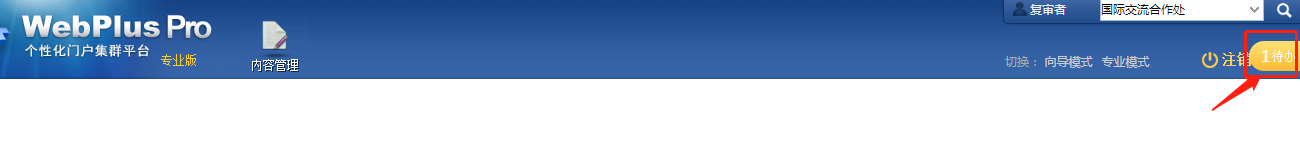 WebPlus Pro
个性化门户集群平台
专业版
内容管理
复审者
国际交流合作处
切换： 向导模式 专业模式
注销
1 待办